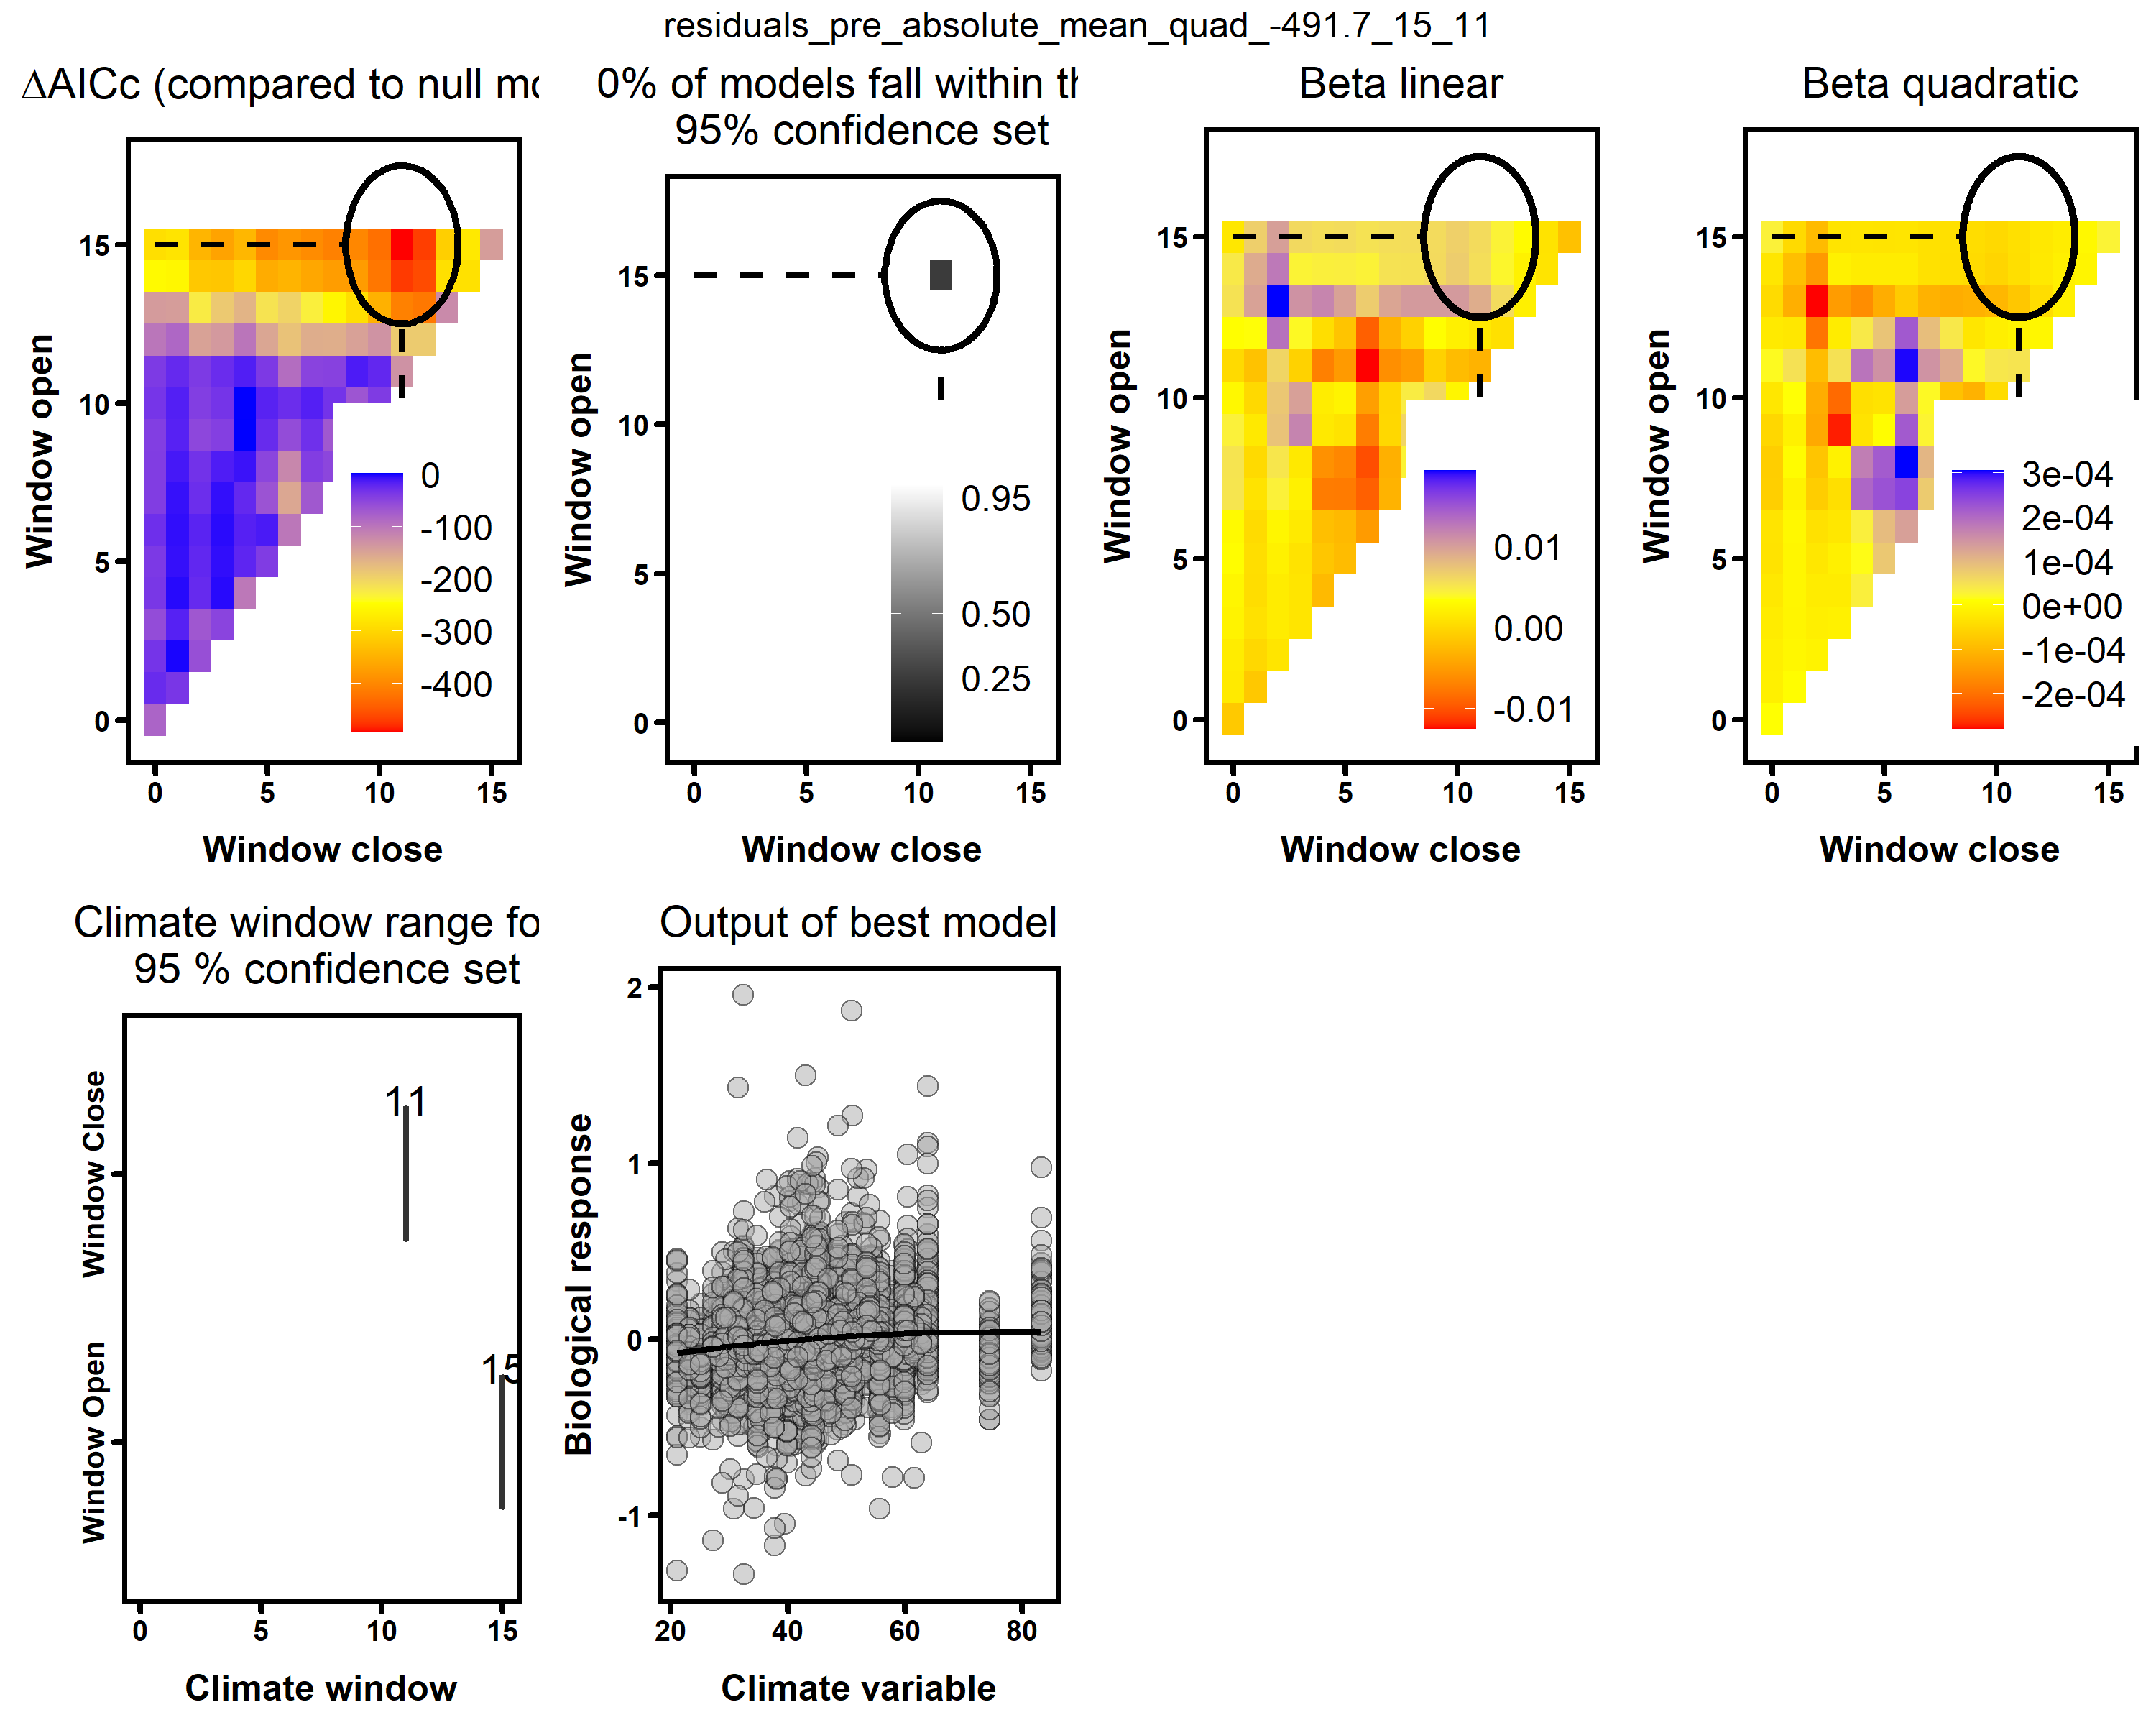 residuals_pre_absolute_mean_quad_-491.7_15_11
ΔAICc (compared to null mo
Window open
15
10
5
0
0
-100
-200
-300
-400
0 5 10 15
Window close
0% of models fall within th
95% confidence set
Window open
15
10
5
0
0.95
0.50
0.25
0 5 10 15
Window close
Beta linear
Window open
15
10
5
0
0.01
0.00
-0.01
0 5 10 15
Window close
Beta quadratic
Window open
15
10
5
0
3e-04
2e-04
1e-04
0e+00
-1e-04
-2e-04
0 5 10 15
Window close
Climate window range fo
95 % confidence set
Window Close
Window Open
11
15
0 5 10 15
Climate window
Output of best model
Biological response
2
1
0
-1
20 40 60 80
Climate variable